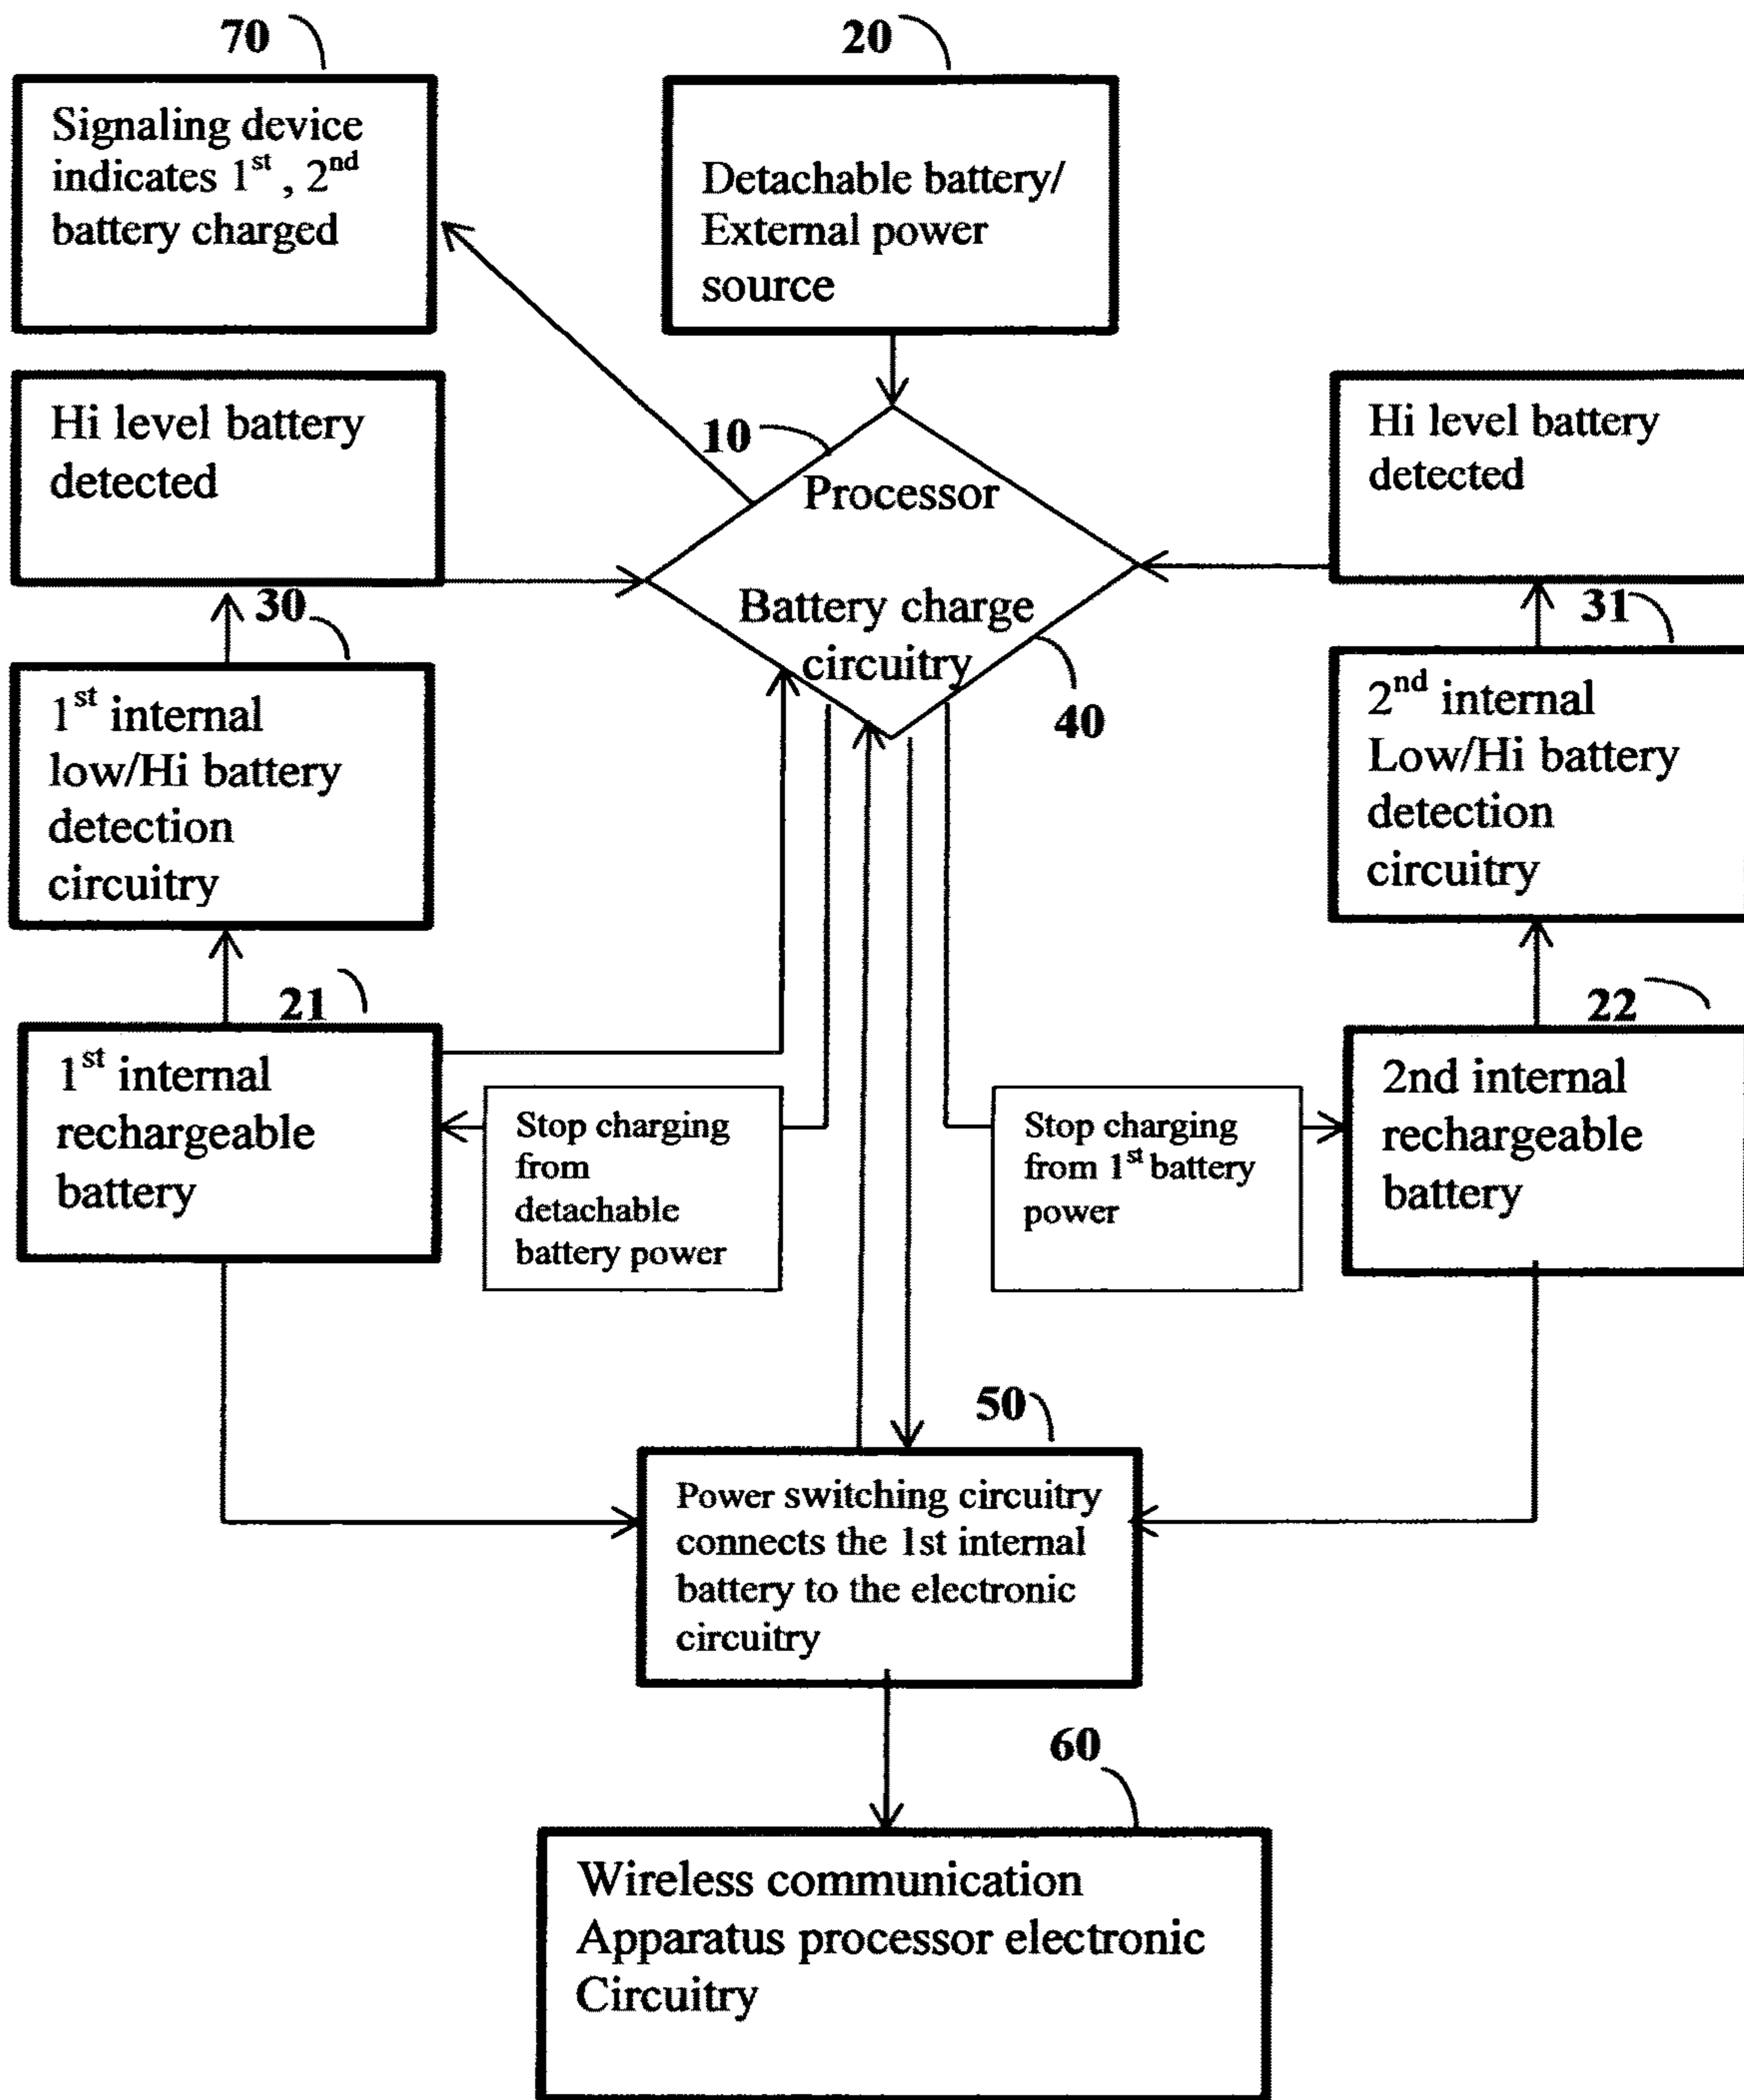 70
Signaling device
indicates 1st , 2nd
battery charged
20
Detachable battery/
External power
source
Hi level battery
detected
10
Processor
Battery charge
circuitry
40
Hi level battery
detected
30
1st internal
low/Hi battery
detection
circuitry
31
2nd internal
Low/Hi battery
detection
circuitry
21
1st internal
rechargeable
battery
Stop charging
from
detachable
battery power
Stop charging
from 1st battery
power
22
2nd internal
rechargeable
battery
50
Power switching circuitry
connects the 1st internal
battery to the electronic
circuitry
60
Wireless communication
Apparatus processor electronic
Circuitry